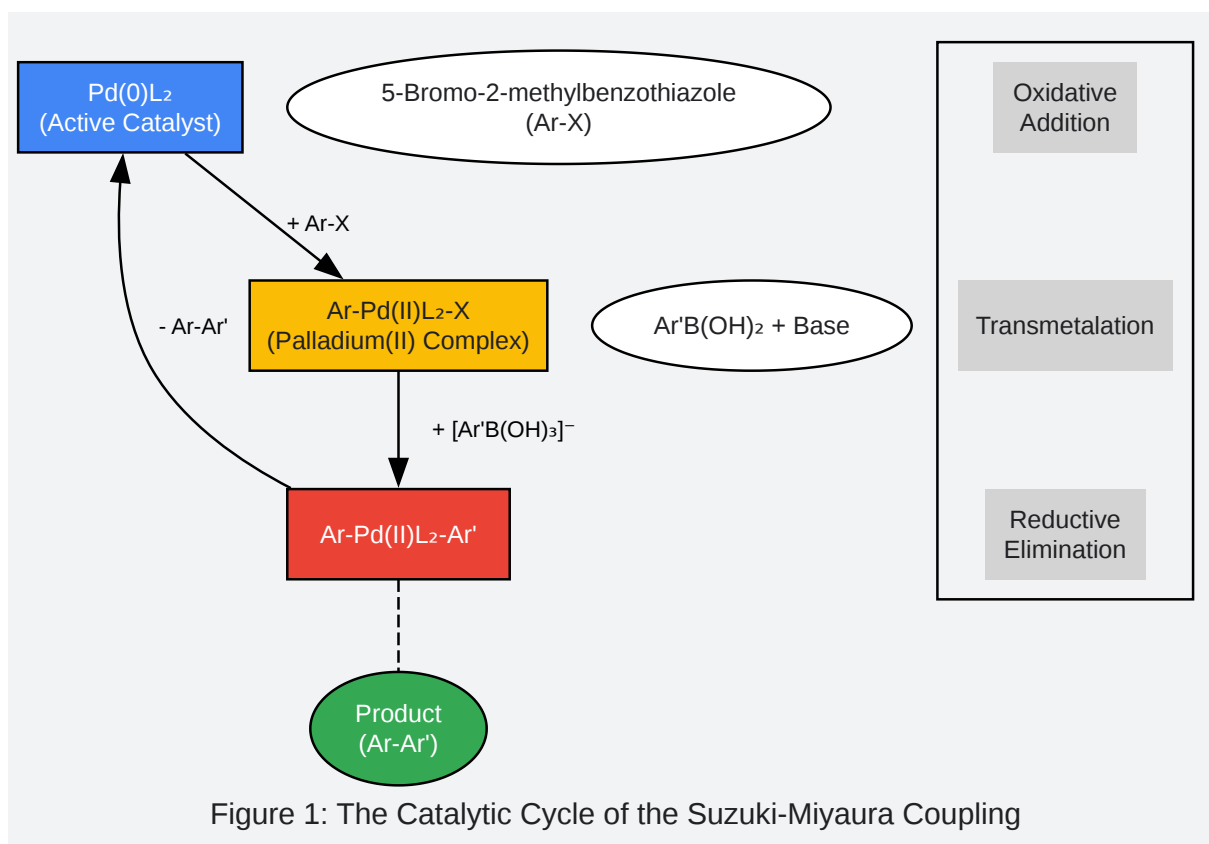 Pd(0)L₂
(Active Catalyst)
5-Bromo-2-methylbenzothiazole
(Ar-X)
Oxidative
Addition
+ Ar-X
Ar-Pd(II)L₂-X
(Palladium(II) Complex)
Ar'B(OH)₂ + Base
Transmetalation
- Ar-Ar'
+ [Ar'B(OH)₃]⁻
Ar-Pd(II)L₂-Ar'
Reductive
Elimination
Product
(Ar-Ar')
Figure 1: The Catalytic Cycle of the Suzuki-Miyaura Coupling